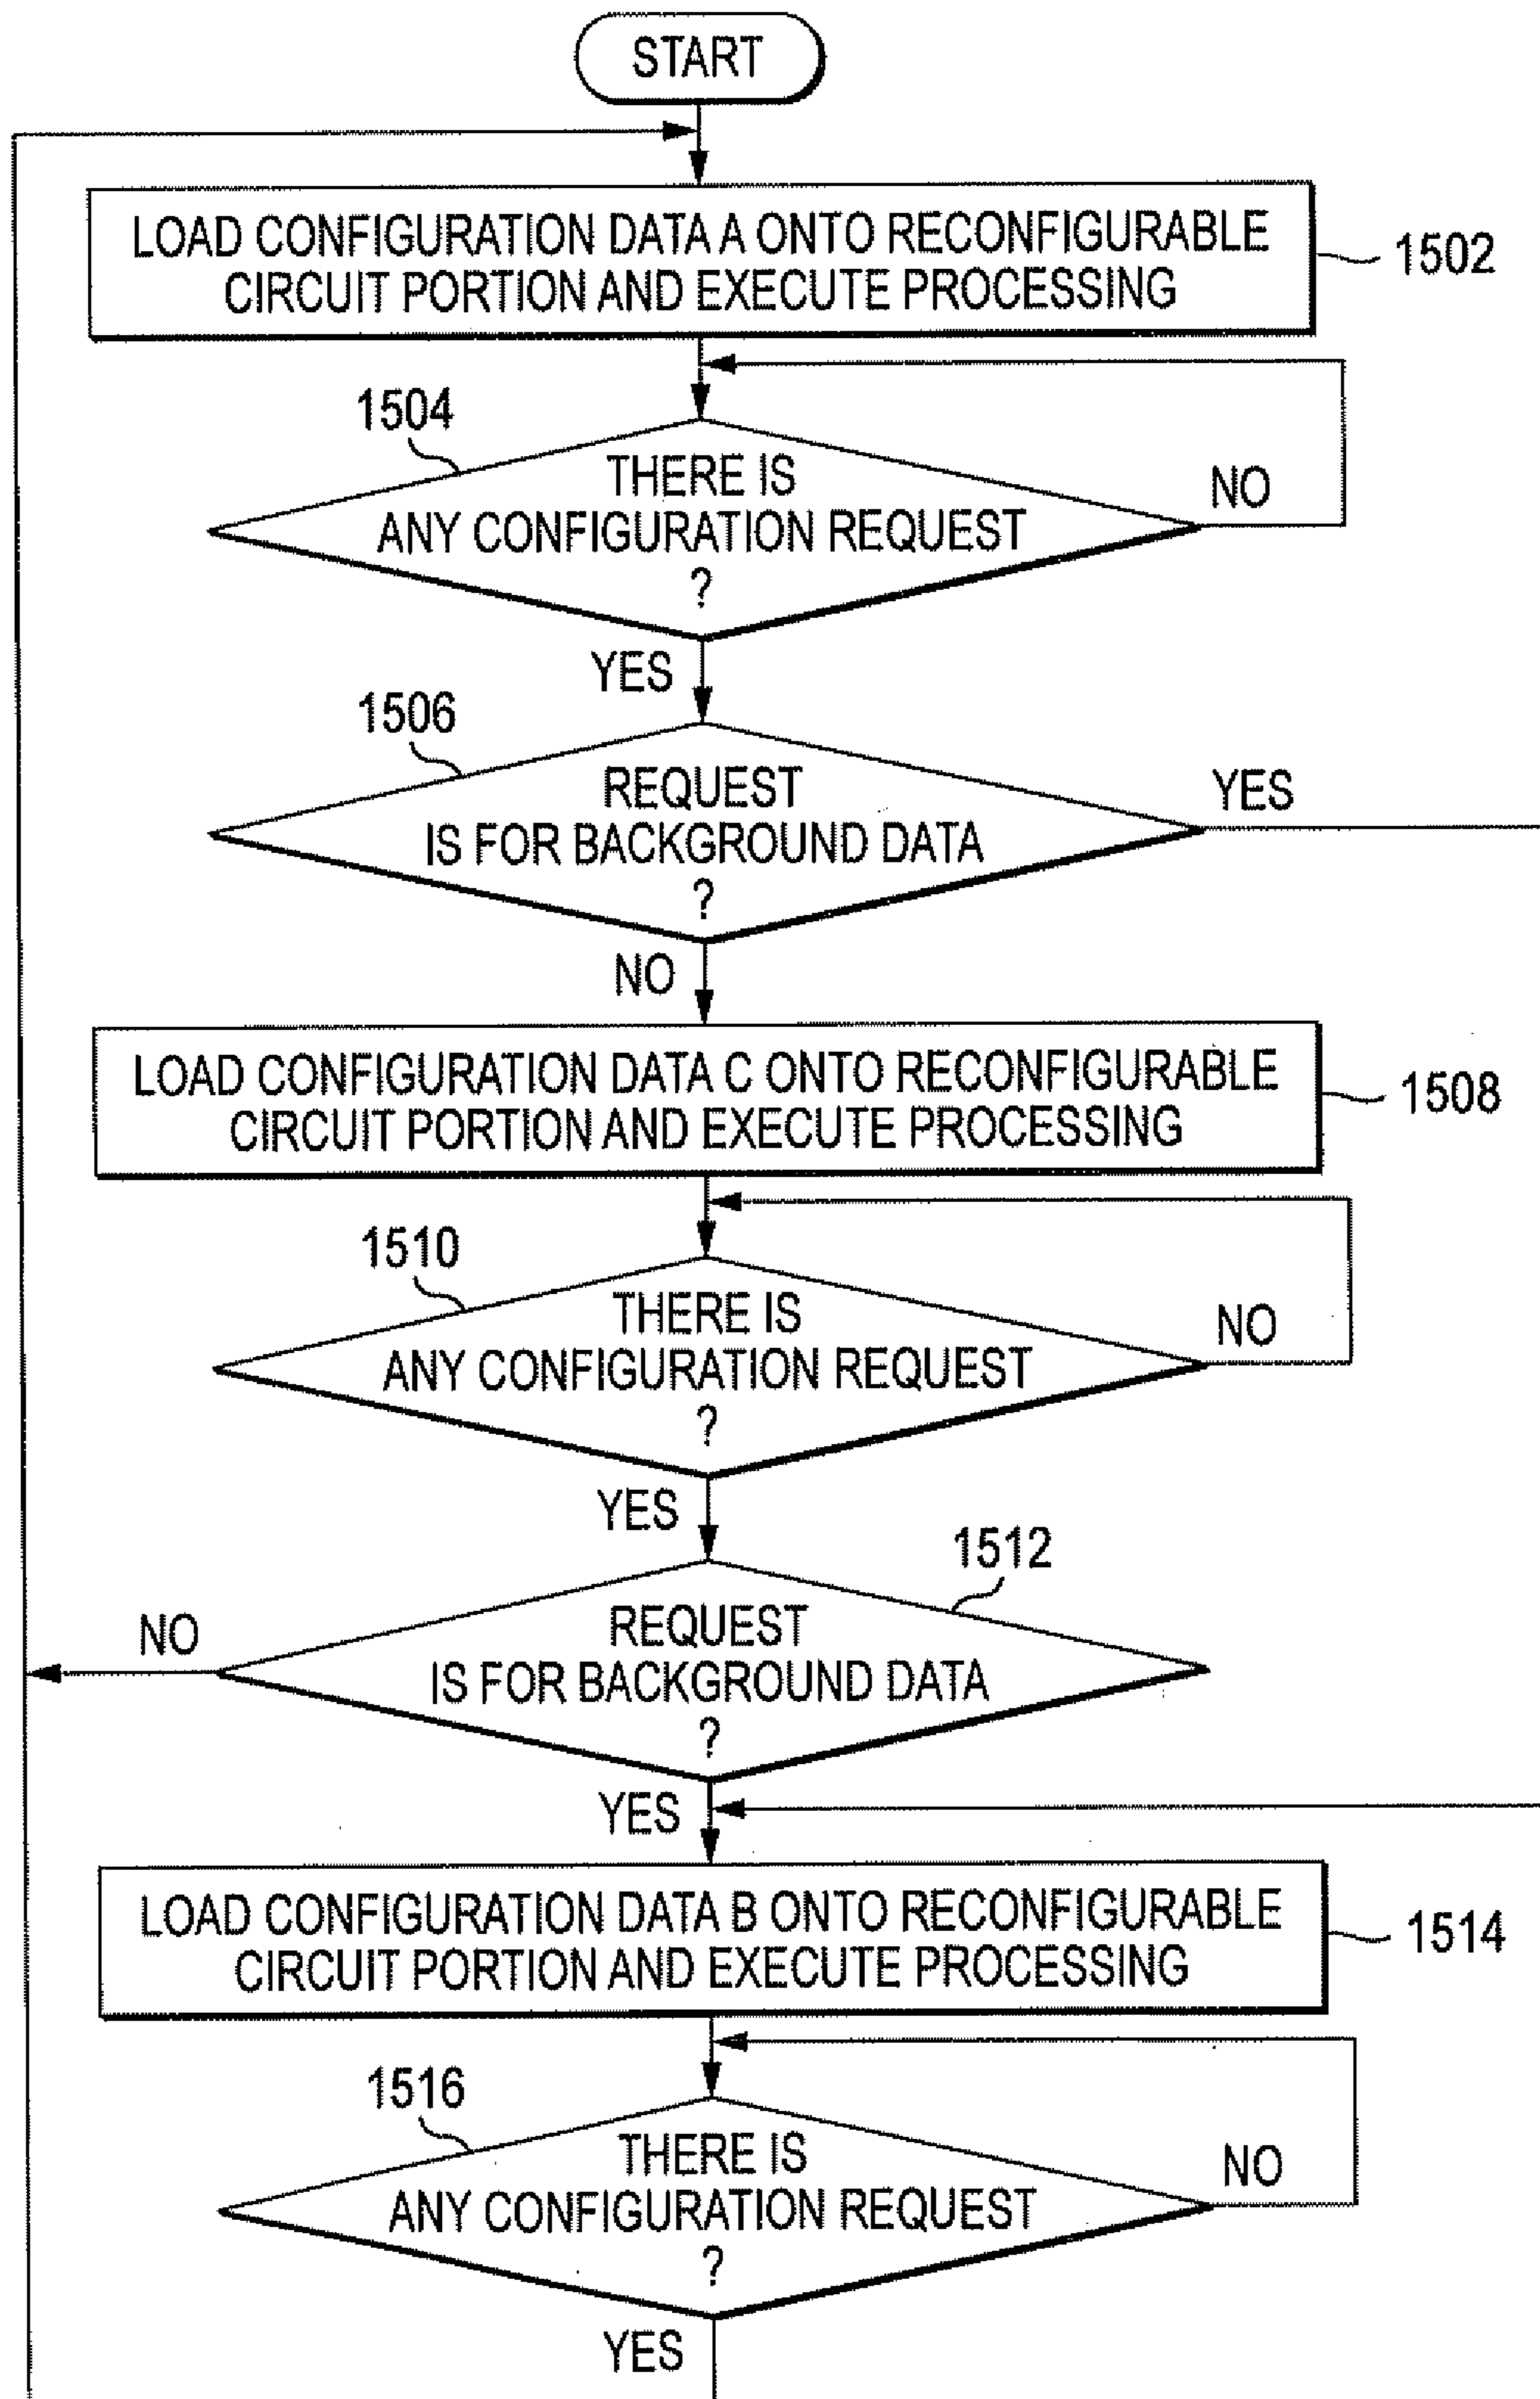 START
LOAD CONFIGURATION DATA A ONTO RECONFIGURABLE
CIRCUIT PORTION AND EXECUTE PROCESSING
1502
1504
THERE IS
ANY CONFIGURATION REQUEST
?
NO
YES
1506
REQUEST
IS FOR BACKGROUND DATA
?
YES
NO
LOAD CONFIGURATION DATA C ONTO RECONFIGURABLE
CIRCUIT PORTION AND EXECUTE PROCESSING
1508
1510
THERE IS
ANY CONFIGURATION REQUEST
?
NO
YES
1512
REQUEST
IS FOR BACKGROUND DATA
?
NO
YES
LOAD CONFIGURATION DATA B ONTO RECONFIGURABLE
CIRCUIT PORTION AND EXECUTE PROCESSING
1514
1516
THERE IS
ANY CONFIGURATION REQUEST
?
NO
YES